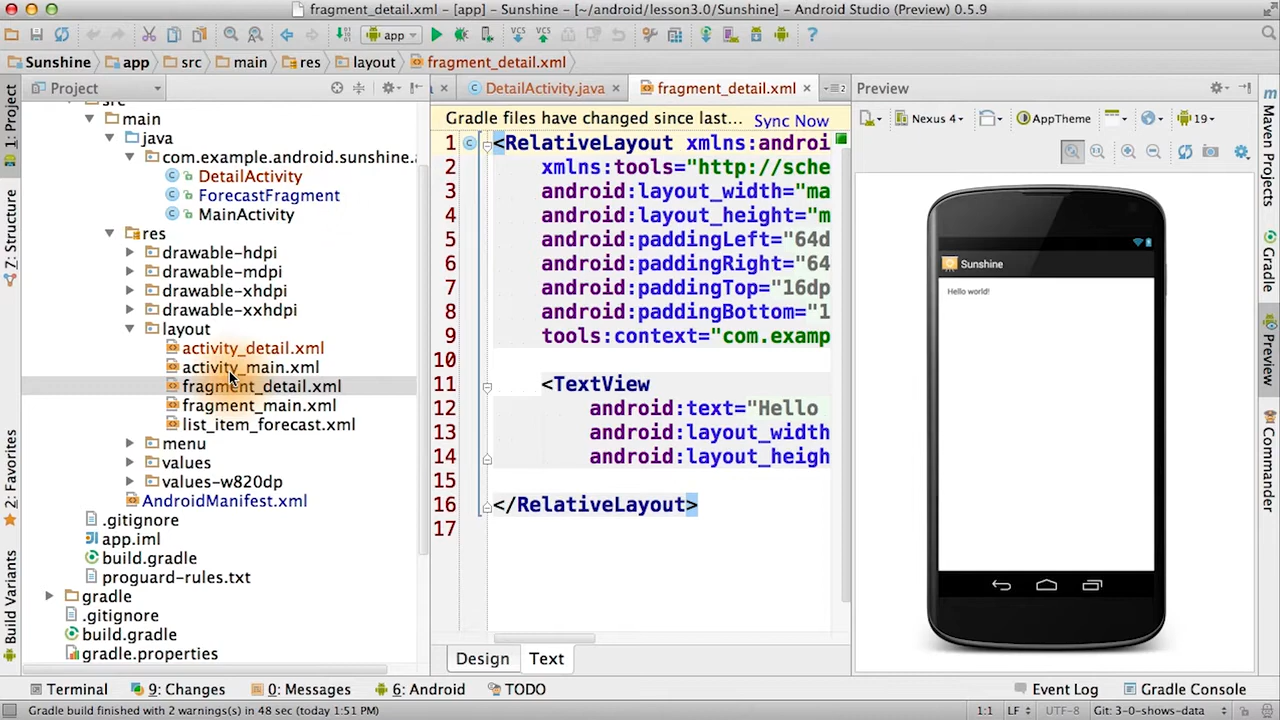 fragment_detail.xml - [app] - Sunshine - [~/android/lesson3.0/Sunshine] - Android Studio (Preview) 0.5.9
app
Sunshine
app
src
main
res
layout
fragment_detail.xml
1: Project
Z: Structure
2: Favorites
Build Variants
Project
main
java
com.example.android.sunshine.
DetailActivity
ForecastFragment
MainActivity
res
drawable-hdpi
drawable-mdpi
drawable-xhdpi
drawable-xxhdpi
layout
activity_detail.xml
activity_main.xml
fragment_detail.xml
fragment_main.xml
list_item_forecast.xml
menu
values
values-w820dp
AndroidManifest.xml
.gitignore
app.iml
build.gradle
proguard-rules.txt
gradle
.gitignore
build.gradle
gradle.properties
DetailActivity.java
fragment_detail.xml
Gradle files have changed since last... Sync Now
1 <RelativeLayout xmlns:androi
2 xmlns:tools="http://sche
3 android:layout_width="ma
4 android:layout_height="m
5 android:paddingLeft="64d
6 android:paddingRight="64
7 android:paddingTop="16dp
8 android:paddingBottom="1
9 tools:context="com.examp
10
11 <TextView
12 android:text="Hello
13 android:layout_width
14 android:layout_heigh
15
16 </RelativeLayout>
17
Design
Text
Preview
Nexus 4
AppTheme
19
Sunshine
Hello world!
Maven Projects
Gradle
Preview
Commander
Terminal
9: Changes
0: Messages
6: Android
TODO
Event Log
Gradle Console
Gradle build finished with 2 warnings(s) in 48 sec (today 1:51 PM)
1:1
LF
UTF-8
Git: 3-0-shows-data